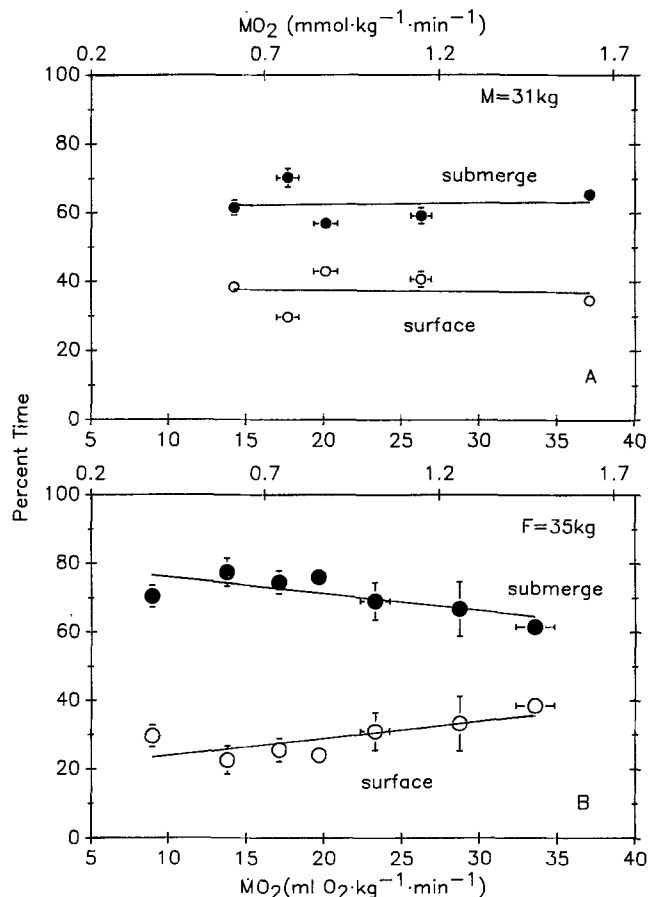 ṀO₂ (mmol·kg⁻¹·min⁻¹)
0.2 0.7 1.2 1.7
100
80
60
40
20
0
M=31kg
submerge
surface
A
5 10 15 20 25 30 35 40
Percent Time
0.2 0.7 1.2 1.7
100
80
60
40
20
0
F=35kg
submerge
surface
B
5 10 15 20 25 30 35 40
ṀO₂(ml O₂·kg⁻¹·min⁻¹)